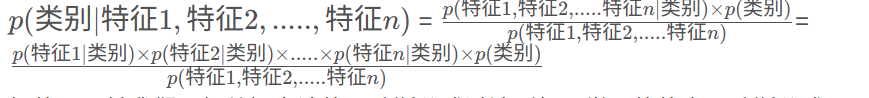 p(类别|特征1, 特征2, ....., 特征n) = p(特征1,特征2,.....特征n|类别)×p(类别) / p(特征1,特征2,.....特征n) =
p(特征1|类别)×p(特征2|类别)×.....×p(特征n|类别)×p(类别) / p(特征1,特征2,.....特征n)